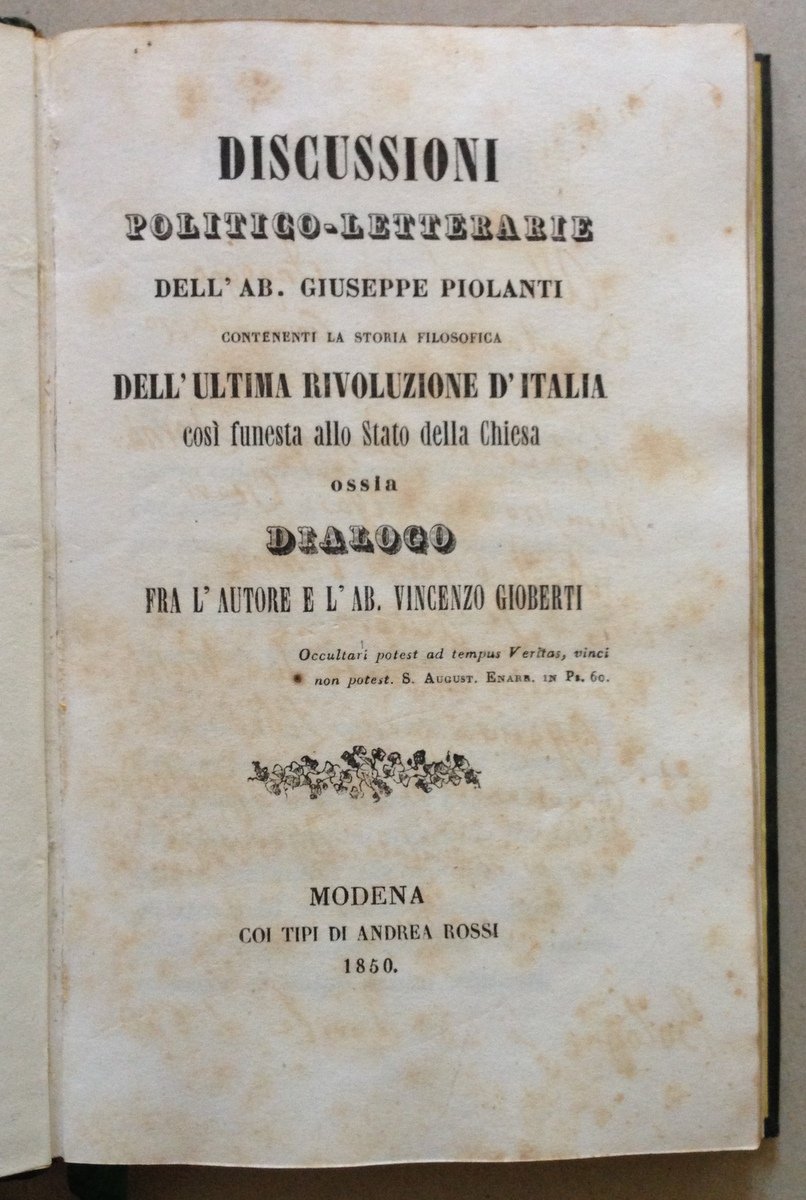 DISCUSSIONI
POLITICO-LETTERARIE
DELL' AB. GIUSEPPE PIOLANTI
CONTENENTI LA STORIA FILOSOFICA
DELL' ULTIMA RIVOLUZIONE D' ITALIA
così funesta allo Stato della Chiesa
ossia
DIALOGO
FRA L' AUTORE E L' AB. VINCENZO GIOBERTI
Occultari potest ad tempus Veritas, vinci
non potest. S. AUGUST. ENARR. IN PS. 60.
MODENA
COI TIPI DI ANDREA ROSSI
1850.